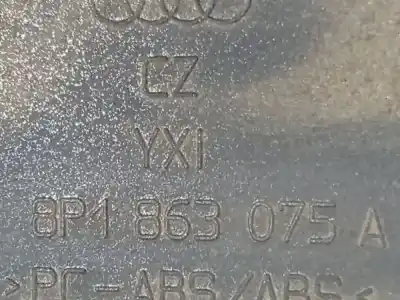 CZ
YXI
8P1 863 075 A
>PC-ABS/ABS<